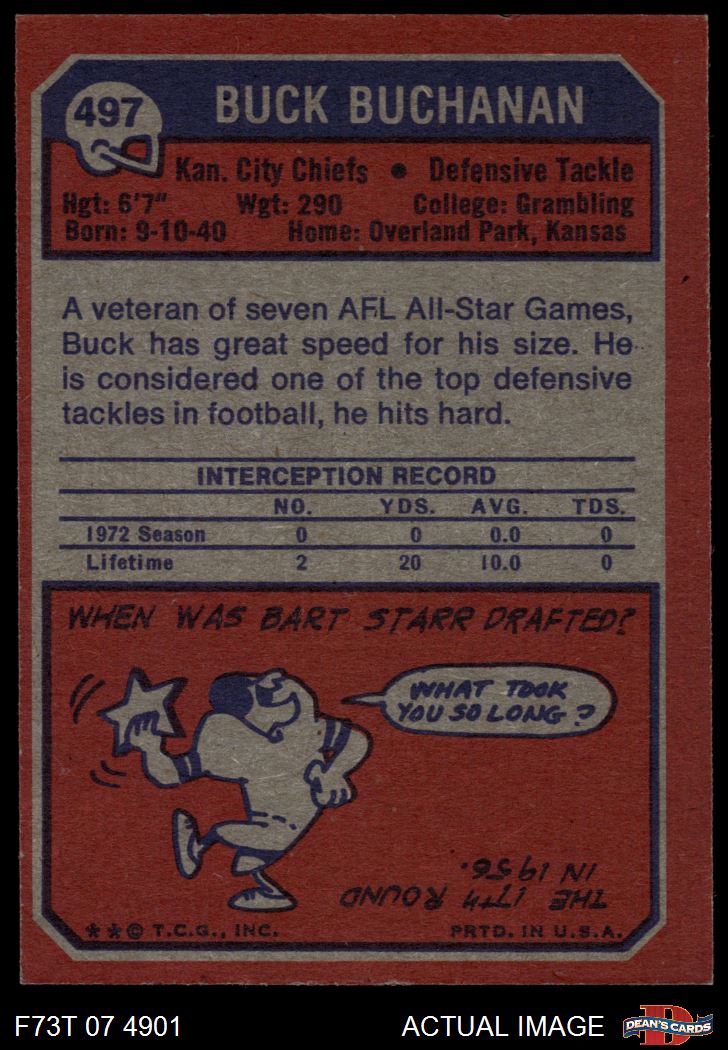 497
BUCK BUCHANAN
Kan. City Chiefs • Defensive Tackle
Hgt: 6'7" Wgt: 290 College: Grambling
Born: 9-10-40 Home: Overland Park, Kansas
A veteran of seven AFL All-Star Games,
Buck has great speed for his size. He
is considered one of the top defensive
tackles in football, he hits hard.
INTERCEPTION RECORD
NO. YDS. AVG. TDS.
1972 Season 0 0 0.0 0
Lifetime 2 20 10.0 0
WHEN WAS BART STARR DRAFTED?
WHAT TOOK
YOU SO LONG?
THE 17TH ROUND
IN 1956.
★★© T.C.G., INC. PRTD. IN U.S.A.
F73T 07 4901 ACTUAL IMAGE D DEAN'S CARDS